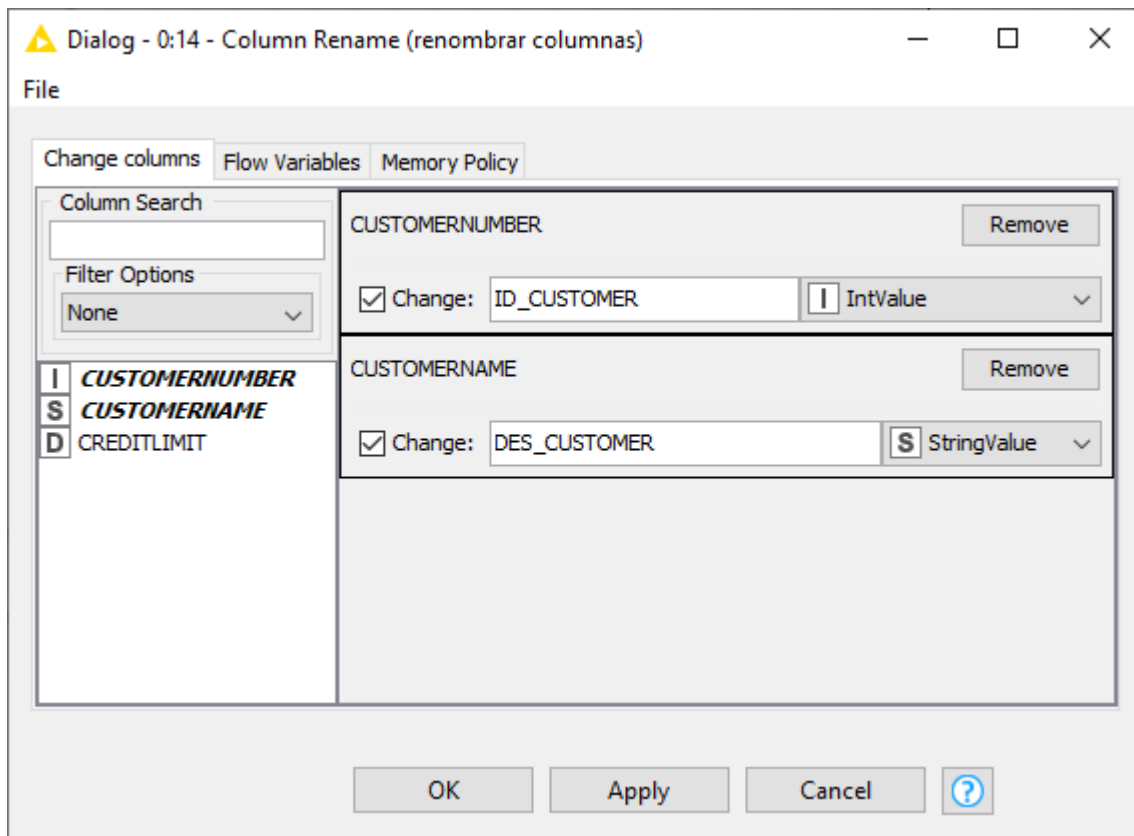 Dialog - 0:14 - Column Rename (renombrar columnas)
File
Change columns Flow Variables Memory Policy
Column Search
Filter Options
None
I CUSTOMERNUMBER
S CUSTOMERNAME
D CREDITLIMIT
CUSTOMERNUMBER Remove
Change: ID_CUSTOMER I IntValue
CUSTOMERNAME Remove
Change: DES_CUSTOMER S StringValue
OK Apply Cancel ?